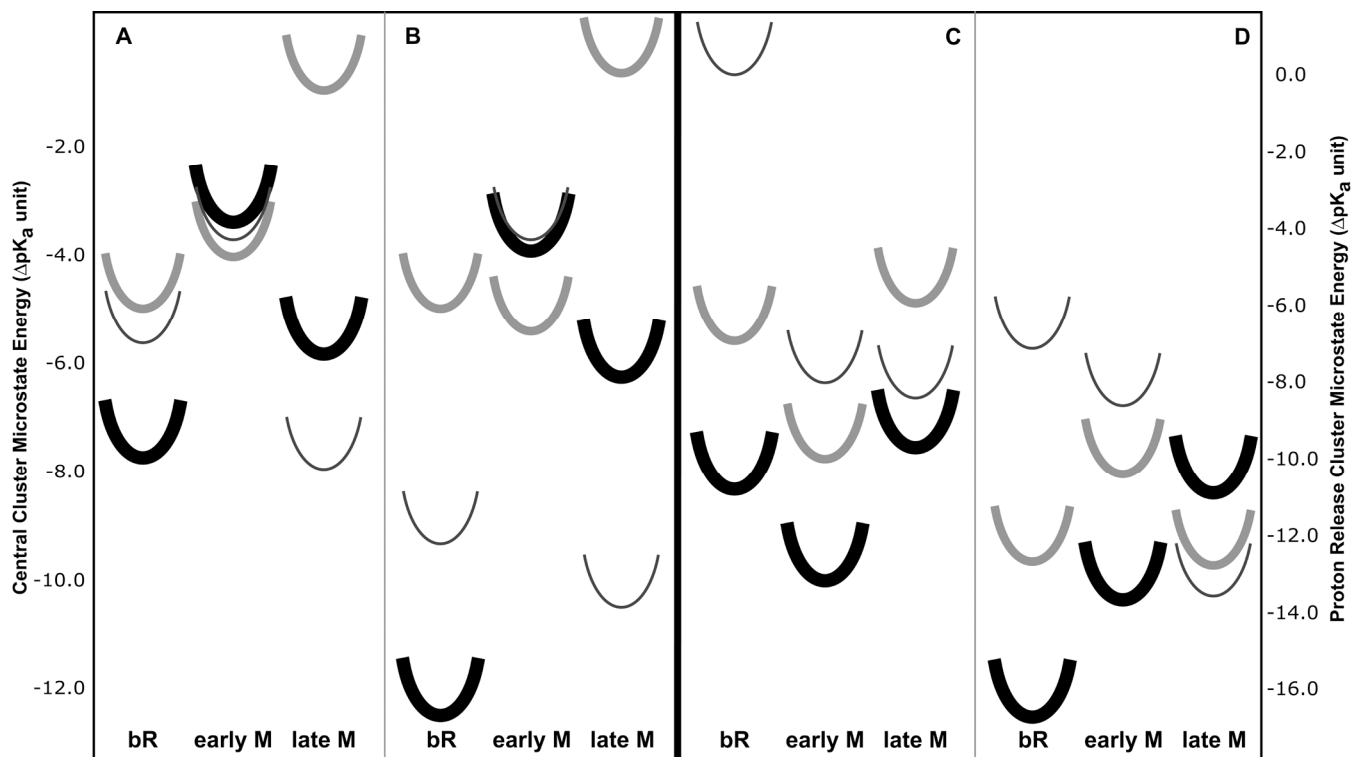 A
B
C
D
Central Cluster Microstate Energy (ΔpKa unit)
-2.0
-4.0
-6.0
-8.0
-10.0
-12.0
bR
early M
late M
bR
early M
late M
bR
early M
late M
bR
early M
late M
0.0
-2.0
-4.0
-6.0
-8.0
-10.0
-12.0
-14.0
-16.0
Proton Release Cluster Microstate Energy (ΔpKa unit)